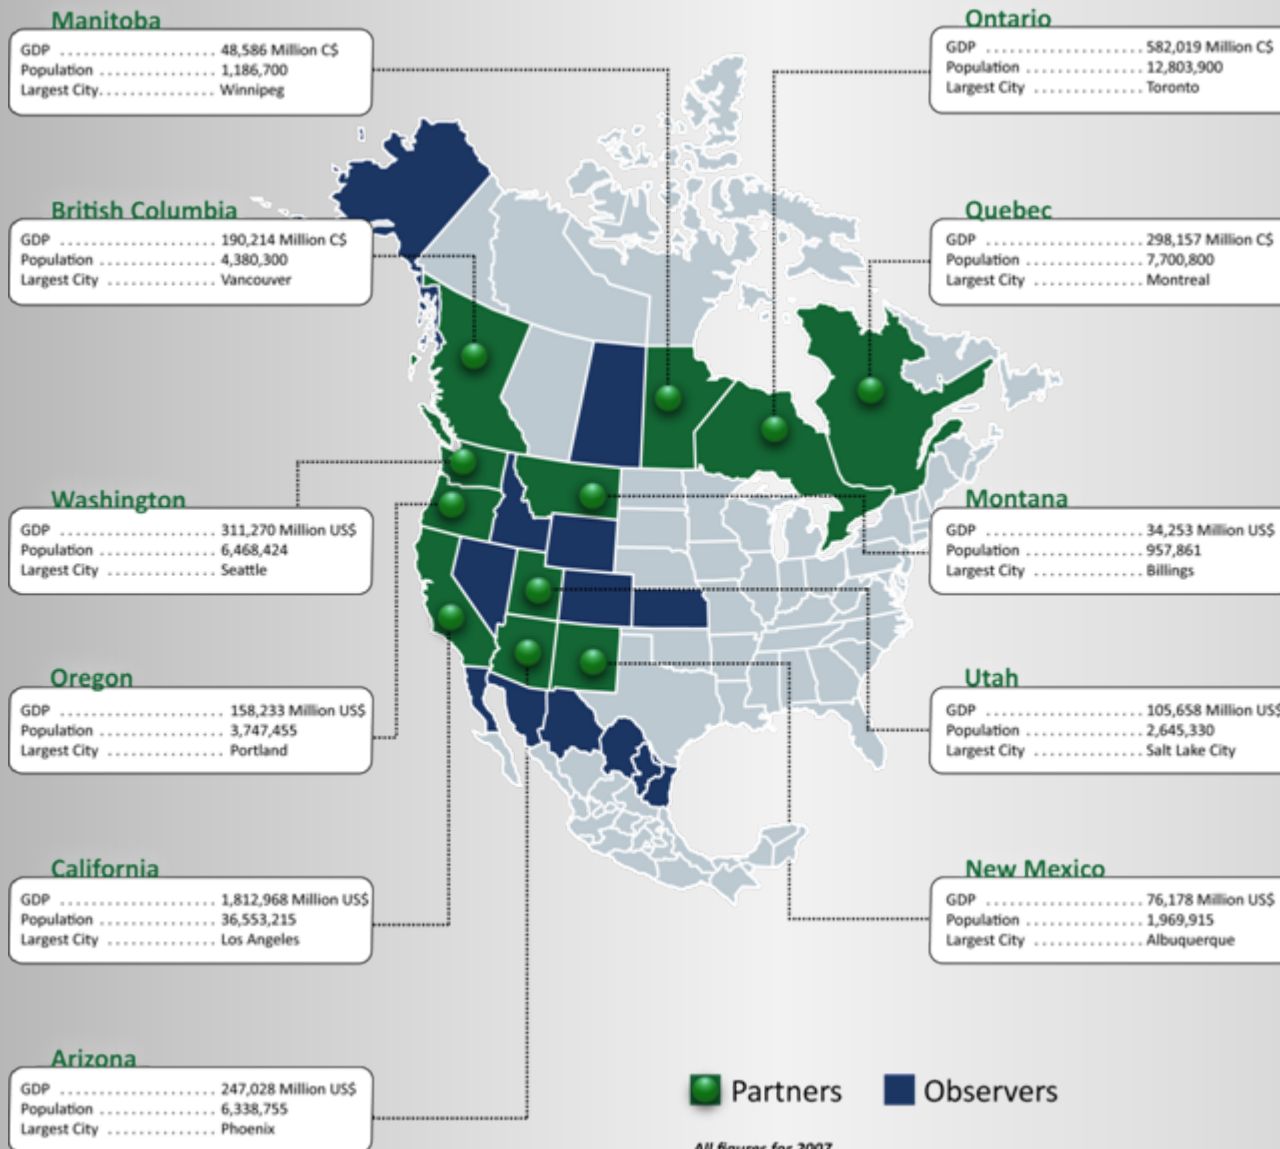 Manitoba
GDP .................... 48,586 Million C$
Population ............... 1,186,700
Largest City............... Winnipeg
British Columbia
GDP .................... 190,214 Million C$
Population ............... 4,380,300
Largest City ............... Vancouver
Washington
GDP .................... 311,270 Million US$
Population ............... 6,468,424
Largest City ............... Seattle
Oregon
GDP ...................... 158,233 Million US$
Population ................. 3,747,455
Largest City ................ Portland
California
GDP .................... 1,812,968 Million US$
Population ............... 36,553,215
Largest City .............. Los Angeles
Arizona
GDP .................... 247,028 Million US$
Population ............... 6,338,755
Largest City .............. Phoenix
Ontario
GDP .................... 582,019 Million C$
Population ............... 12,803,900
Largest City .............. Toronto
Quebec
GDP .................... 298,157 Million C$
Population ............... 7,700,800
Largest City .............. Montreal
Montana
GDP .................... 34,253 Million US$
Population ............... 957,861
Largest City .............. Billings
Utah
GDP .................... 105,658 Million US$
Population ............... 2,645,330
Largest City .............. Salt Lake City
New Mexico
GDP .................... 76,178 Million US$
Population ............... 1,969,915
Largest City .............. Albuquerque
Partners
Observers
All figures for 2007